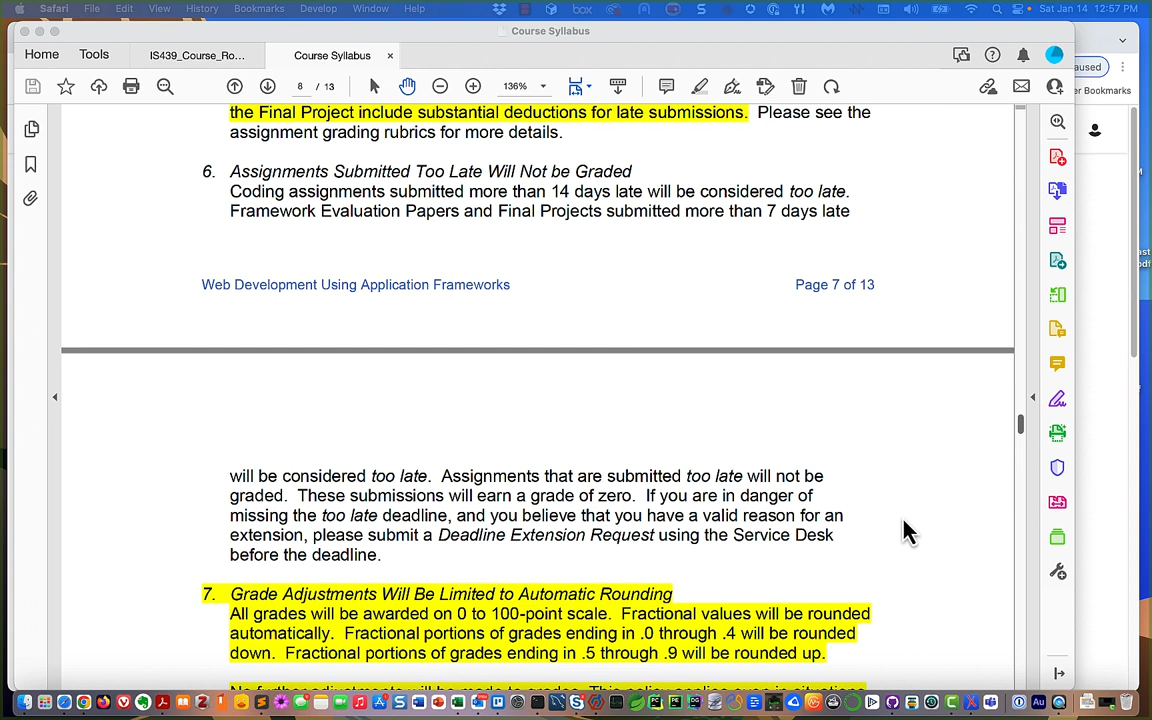 Safari File Edit View History Bookmarks Develop Window Help box Sat Jan 14 12:57 PM
Course Syllabus
Home Tools IS439_Course_Ro... Course Syllabus ×
aused
8 / 13 136%
er Bookmarks
the Final Project include substantial deductions for late submissions. Please see the
assignment grading rubrics for more details.
6. Assignments Submitted Too Late Will Not be Graded
Coding assignments submitted more than 14 days late will be considered too late.
Framework Evaluation Papers and Final Projects submitted more than 7 days late
Web Development Using Application Frameworks Page 7 of 13
will be considered too late. Assignments that are submitted too late will not be
graded. These submissions will earn a grade of zero. If you are in danger of
missing the too late deadline, and you believe that you have a valid reason for an
extension, please submit a Deadline Extension Request using the Service Desk
before the deadline.
7. Grade Adjustments Will Be Limited to Automatic Rounding
All grades will be awarded on 0 to 100-point scale. Fractional values will be rounded
automatically. Fractional portions of grades ending in .0 through .4 will be rounded
down. Fractional portions of grades ending in .5 through .9 will be rounded up.